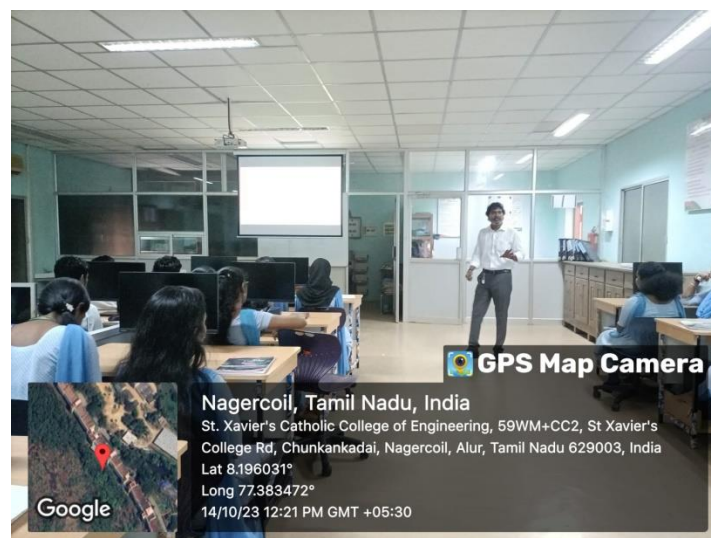 GPS Map Camera
Nagercoil, Tamil Nadu, India
St. Xavier's Catholic College of Engineering, 59WM+CC2, St Xavier's
College Rd, Chunkankadai, Nagercoil, Alur, Tamil Nadu 629003, India
Lat 8.196031°
Long 77.383472°
14/10/23 12:21 PM GMT +05:30
Google